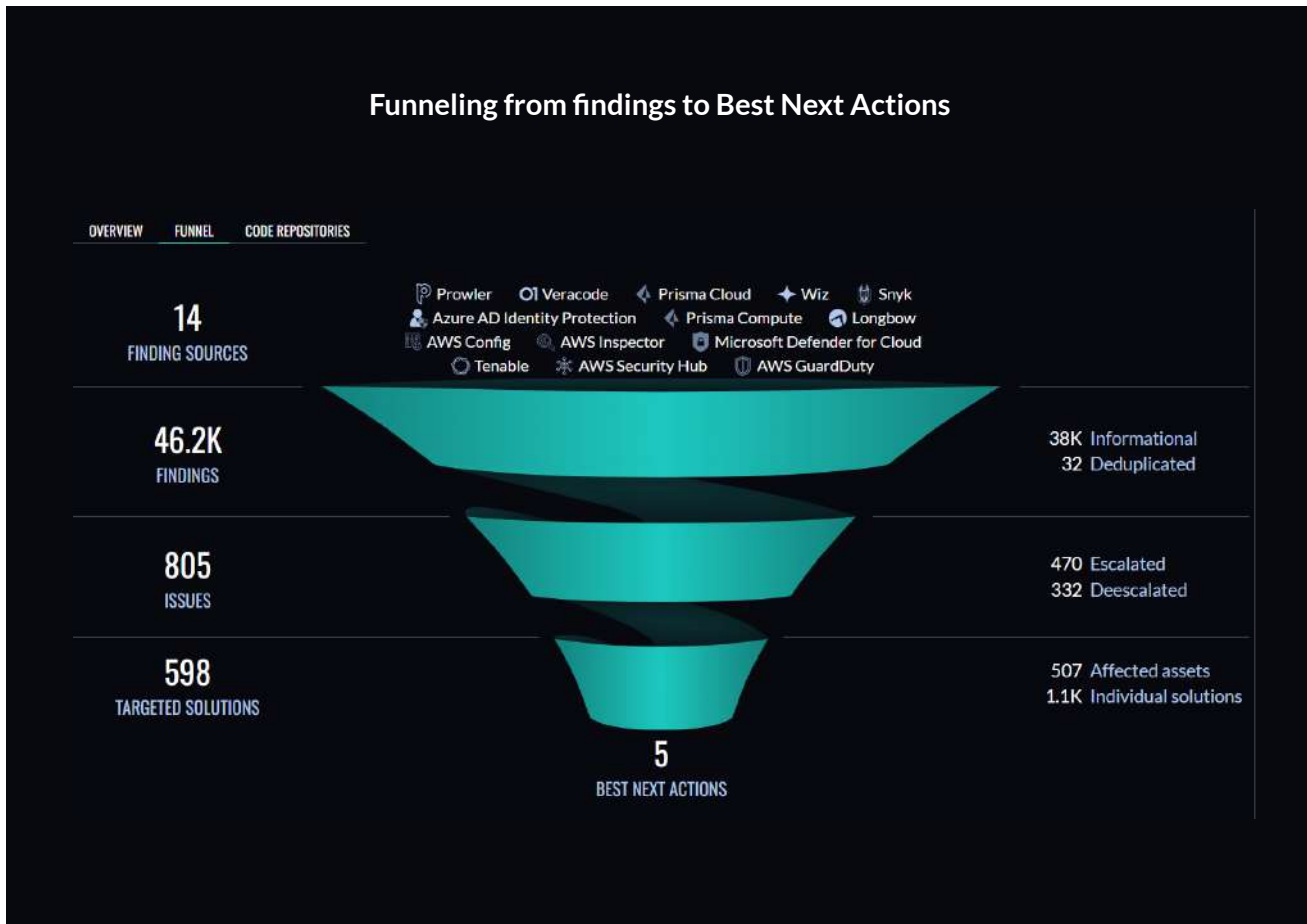 Funneling from findings to Best Next Actions
OVERVIEW FUNNEL CODE REPOSITORIES
14
FINDING SOURCES
Prowler Veracode Prisma Cloud Wiz Snyk
Azure AD Identity Protection Prisma Compute Longbow
AWS Config AWS Inspector Microsoft Defender for Cloud
Tenable AWS Security Hub AWS GuardDuty
46.2K
FINDINGS
38K Informational
32 Deduplicated
805
ISSUES
470 Escalated
332 Deescalated
598
TARGETED SOLUTIONS
507 Affected assets
1.1K Individual solutions
5
BEST NEXT ACTIONS